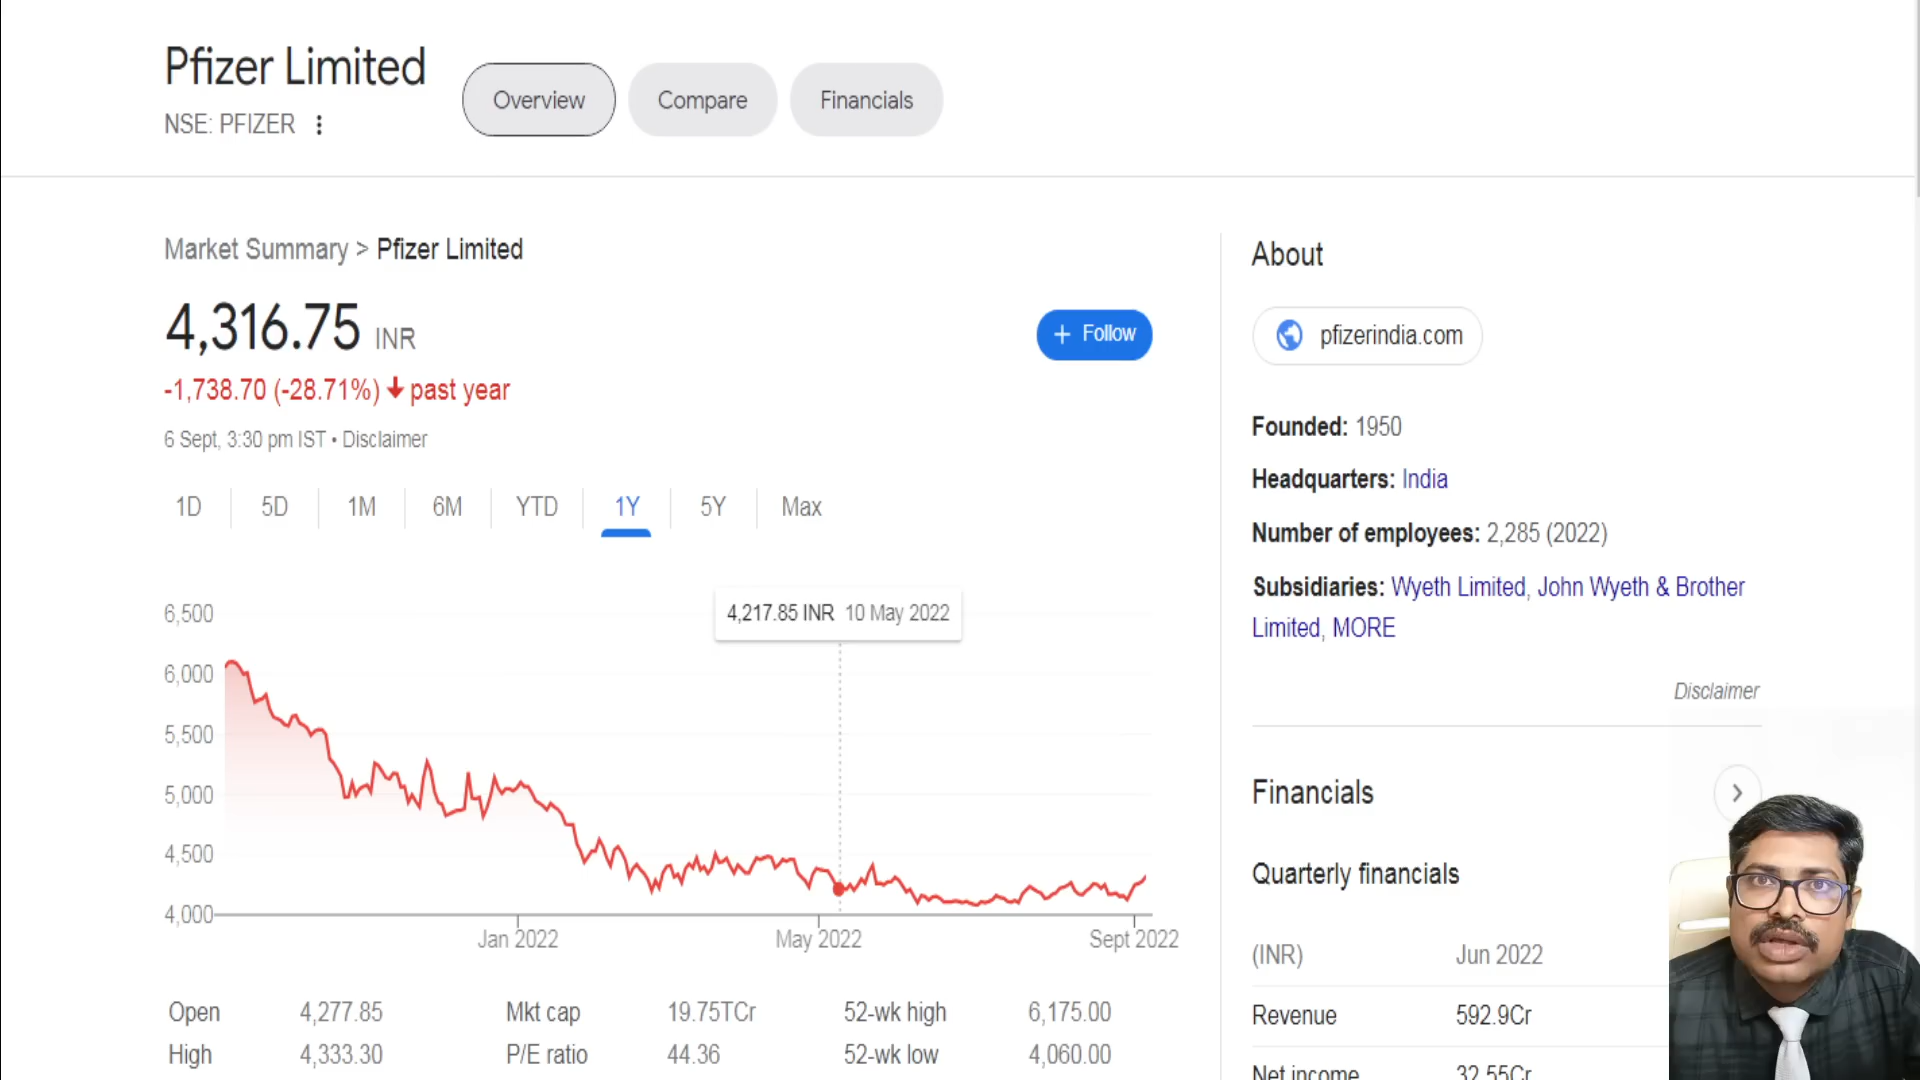 Pfizer Limited
NSE: PFIZER
Overview
Compare
Financials
Market Summary > Pfizer Limited
4,316.75 INR
+ Follow
-1,738.70 (-28.71%) past year
6 Sept, 3:30 pm IST • Disclaimer
1D 5D 1M 6M YTD 1Y 5Y Max
4,217.85 INR 10 May 2022
6,500
6,000
5,500
5,000
4,500
4,000
Jan 2022 May 2022 Sept 2022
Open 4,277.85 Mkt cap 19.75TCr 52-wk high 6,175.00
High 4,333.30 P/E ratio 44.36 52-wk low 4,060.00
About
pfizerindia.com
Founded: 1950
Headquarters: India
Number of employees: 2,285 (2022)
Subsidiaries: Wyeth Limited, John Wyeth & Brother
Limited, MORE
Disclaimer
Financials
Quarterly financials
(INR) Jun 2022
Revenue 592.9Cr
Net income 32.55Cr